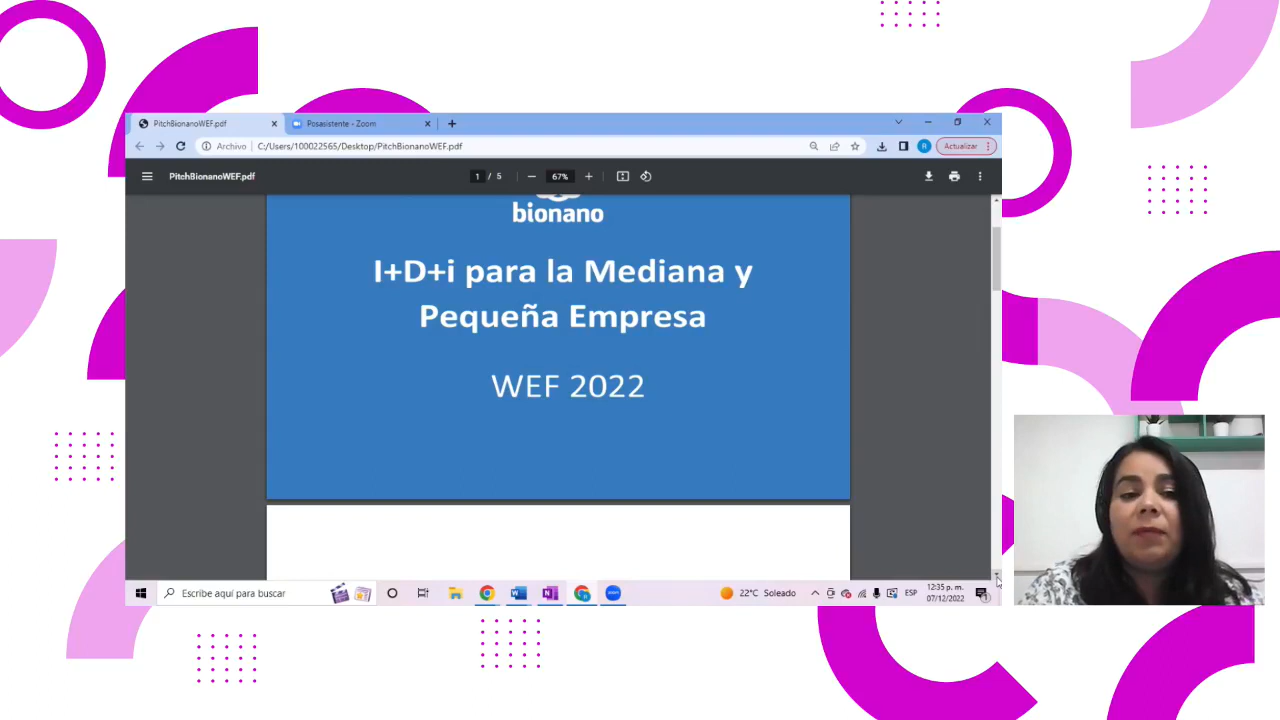 PitchBionanoWEF.pdf
Posasistente - Zoom
Archivo
C:/Users/100022565/Desktop/PitchBionanoWEF.pdf
R
Actualizar
PitchBionanoWEF.pdf
1 / 5
67%
bionano
I+D+i para la Mediana y
Pequeña Empresa
WEF 2022
Escribe aquí para buscar
22°C Soleado
ESP
12:35 p. m.
07/12/2022